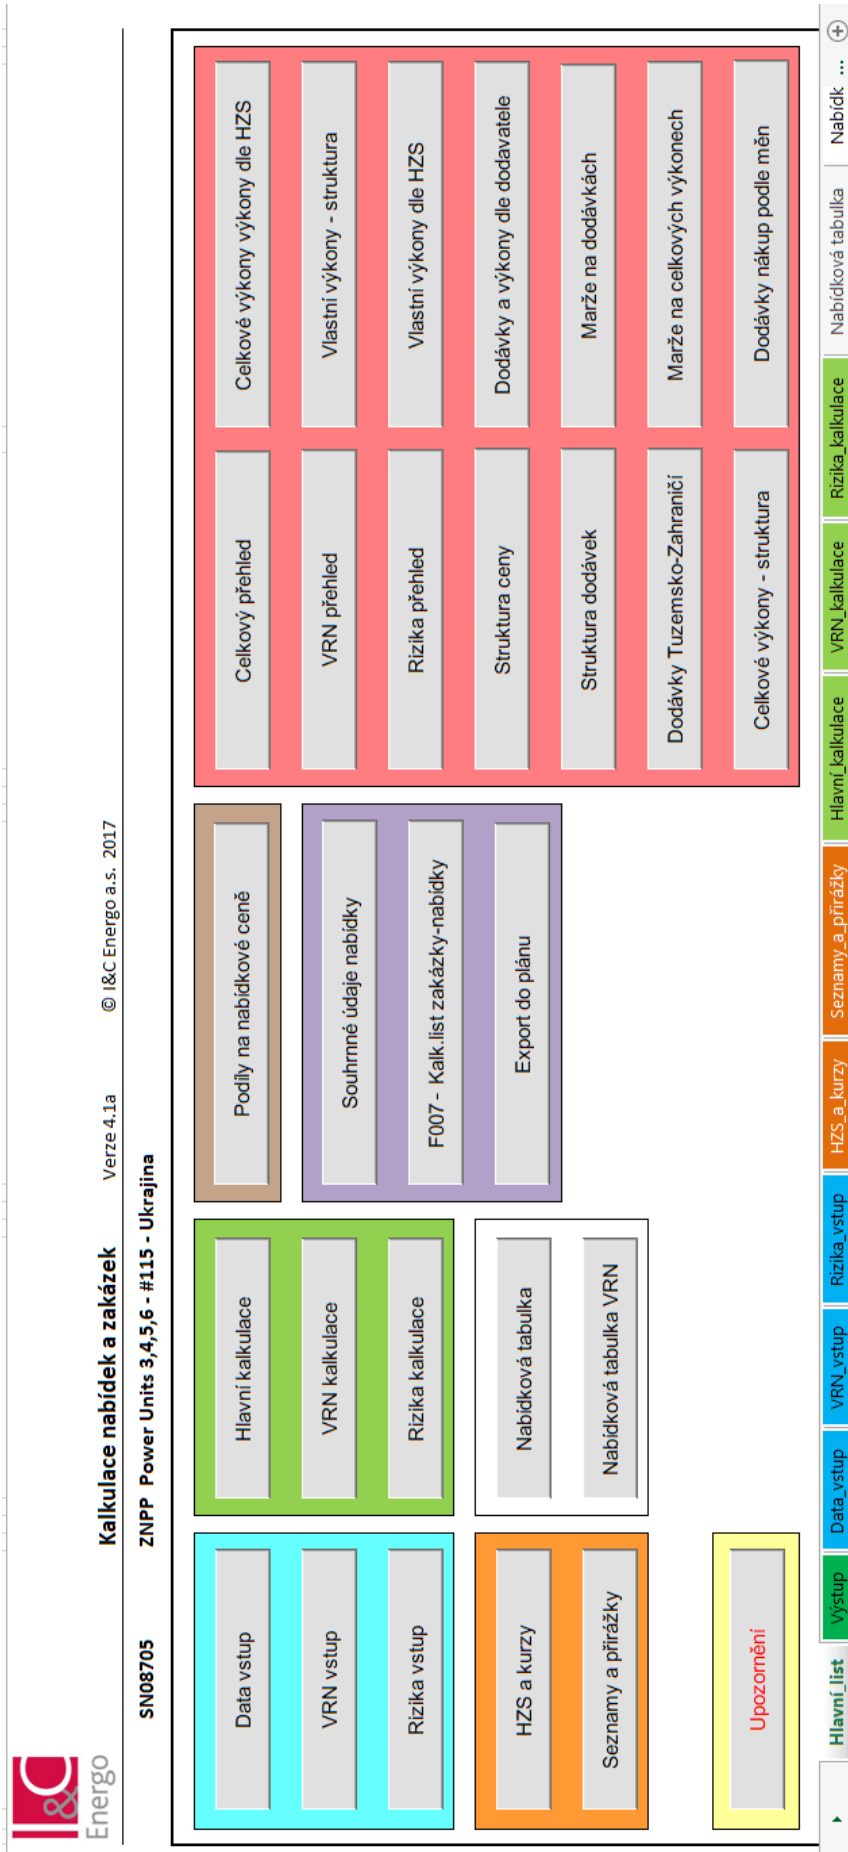 I&C
Energo
Kalkulace nabídek a zakázek
Verze 4.1a
© I&C Energo a.s. 2017
SN08705
ZNPP Power Units 3,4,5,6 - #115 - Ukrajina
Data vstup
VRN vstup
Rizika vstup
HZS a kurzy
Seznamy a přirážky
Upozornění
Hlavní kalkulace
VRN kalkulace
Rizika kalkulace
Nabídková tabulka
Nabídková tabulka VRN
Podíly na nabídkové ceně
Souhrnné údaje nabídky
F007 - Kalk.list zakázky-nabídky
Export do plánu
Celkový přehled
VRN přehled
Rizika přehled
Struktura ceny
Struktura dodávek
Dodávky Tuzemsko-Zahraničí
Celkové výkony - struktura
Celkové výkony výkony dle HZS
Vlastní výkony - struktura
Vlastní výkony dle HZS
Dodávky a výkony dle dodavatele
Marže na dodávkách
Marže na celkových výkonech
Dodávky nákup podle měn
Hlavní_list
Výstup
Data_vstup
VRN_vstup
Rizika_vstup
HZS_a_kurzy
Seznamy_a_přirážky
Hlavní_kalkulace
VRN_kalkulace
Rizika_kalkulace
Nabídková tabulka
Nabídk ...